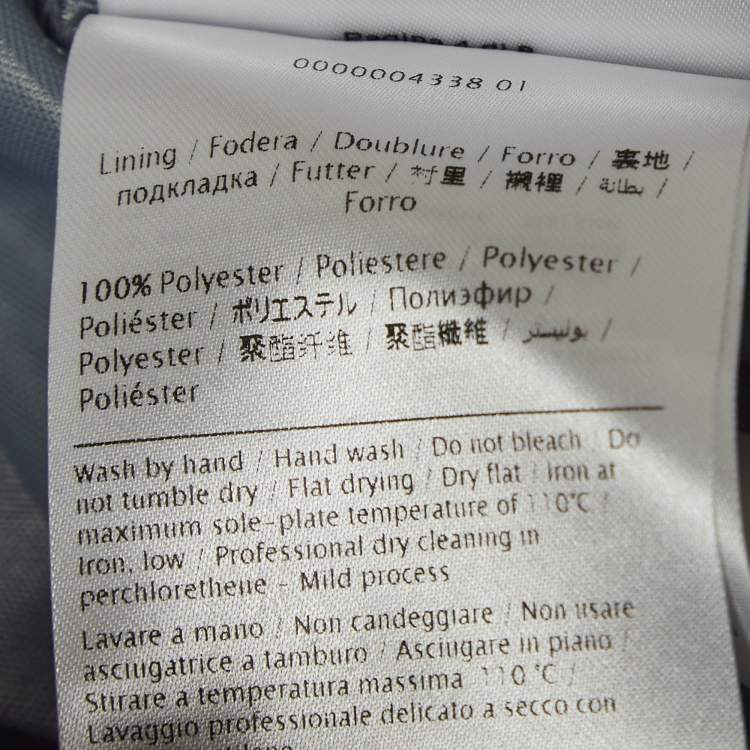 0000004338 01
Lining / Fodera / Doublure / Forro / 裏地 /
подкладка / Futter / 衬里 / 襯裡 / بطانة /
Forro
100% Polyester / Poliestere / Polyester /
Poliéster / ポリエステル / Полиэфир /
Polyester / 聚酯纤维 / 聚酯纖維 / بوليستر /
Poliéster
Wash by hand / Hand wash / Do not bleach / Do
not tumble dry / Flat drying / Dry flat / Iron at
maximum sole-plate temperature of 110°C /
Iron, low / Professional dry cleaning in
perchlorethene - Mild process
Lavare a mano / Non candeggiare / Non usare
asciugatrice a tamburo / Asciugare in piano /
Stirare a temperatura massima 110 °C /
Lavaggio professionale delicato a secco con